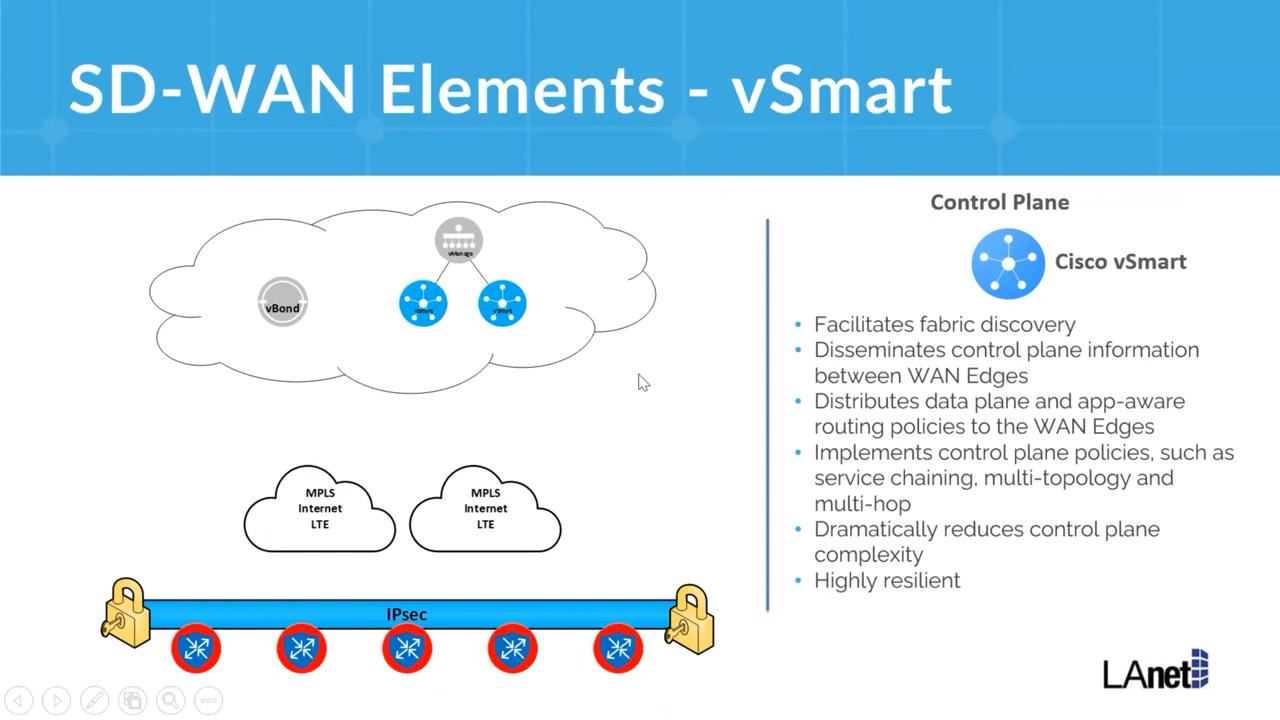 SD-WAN Elements - vSmart
vManage
vBond
vSmart
vSmart
MPLS
Internet
LTE
MPLS
Internet
LTE
IPsec
Control Plane
Cisco vSmart
• Facilitates fabric discovery
• Disseminates control plane information
between WAN Edges
• Distributes data plane and app-aware
routing policies to the WAN Edges
• Implements control plane policies, such as
service chaining, multi-topology and
multi-hop
• Dramatically reduces control plane
complexity
• Highly resilient
LAnet